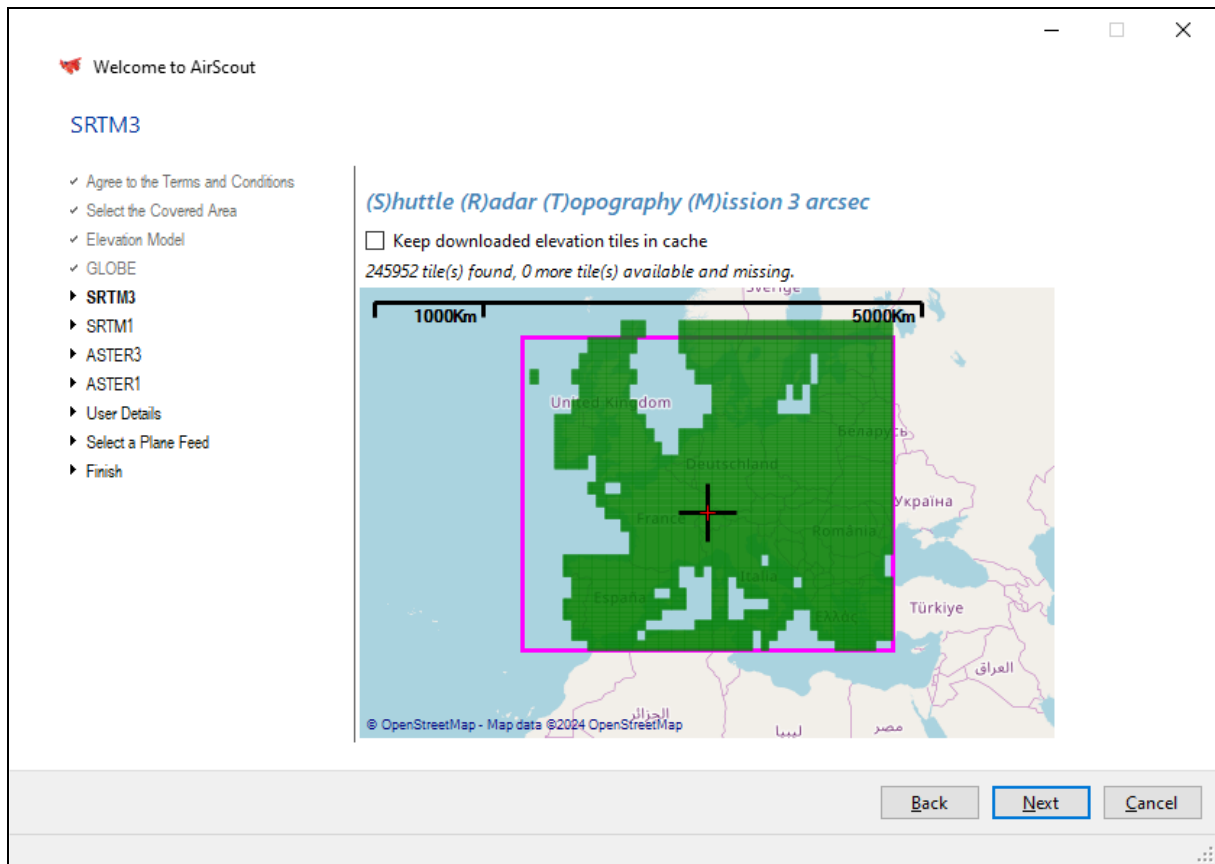 Welcome to AirScout
SRTM3
Agree to the Terms and Conditions
Select the Covered Area
Elevation Model
GLOBE
SRTM3
SRTM1
ASTER3
ASTER1
User Details
Select a Plane Feed
Finish
(S)huttle (R)adar (T)opography (M)ission 3 arcsec
Keep downloaded elevation tiles in cache
245952 tile(s) found, 0 more tile(s) available and missing.
Sverige
1000Km
5000Km
United Kingdom
Беларусь
Deutschland
Україна
France
România
Italia
España
Ελλάς
Türkiye
العراق
الجزائر
ليبيا
مصر
© OpenStreetMap - Map data ©2024 OpenStreetMap
Back
Next
Cancel